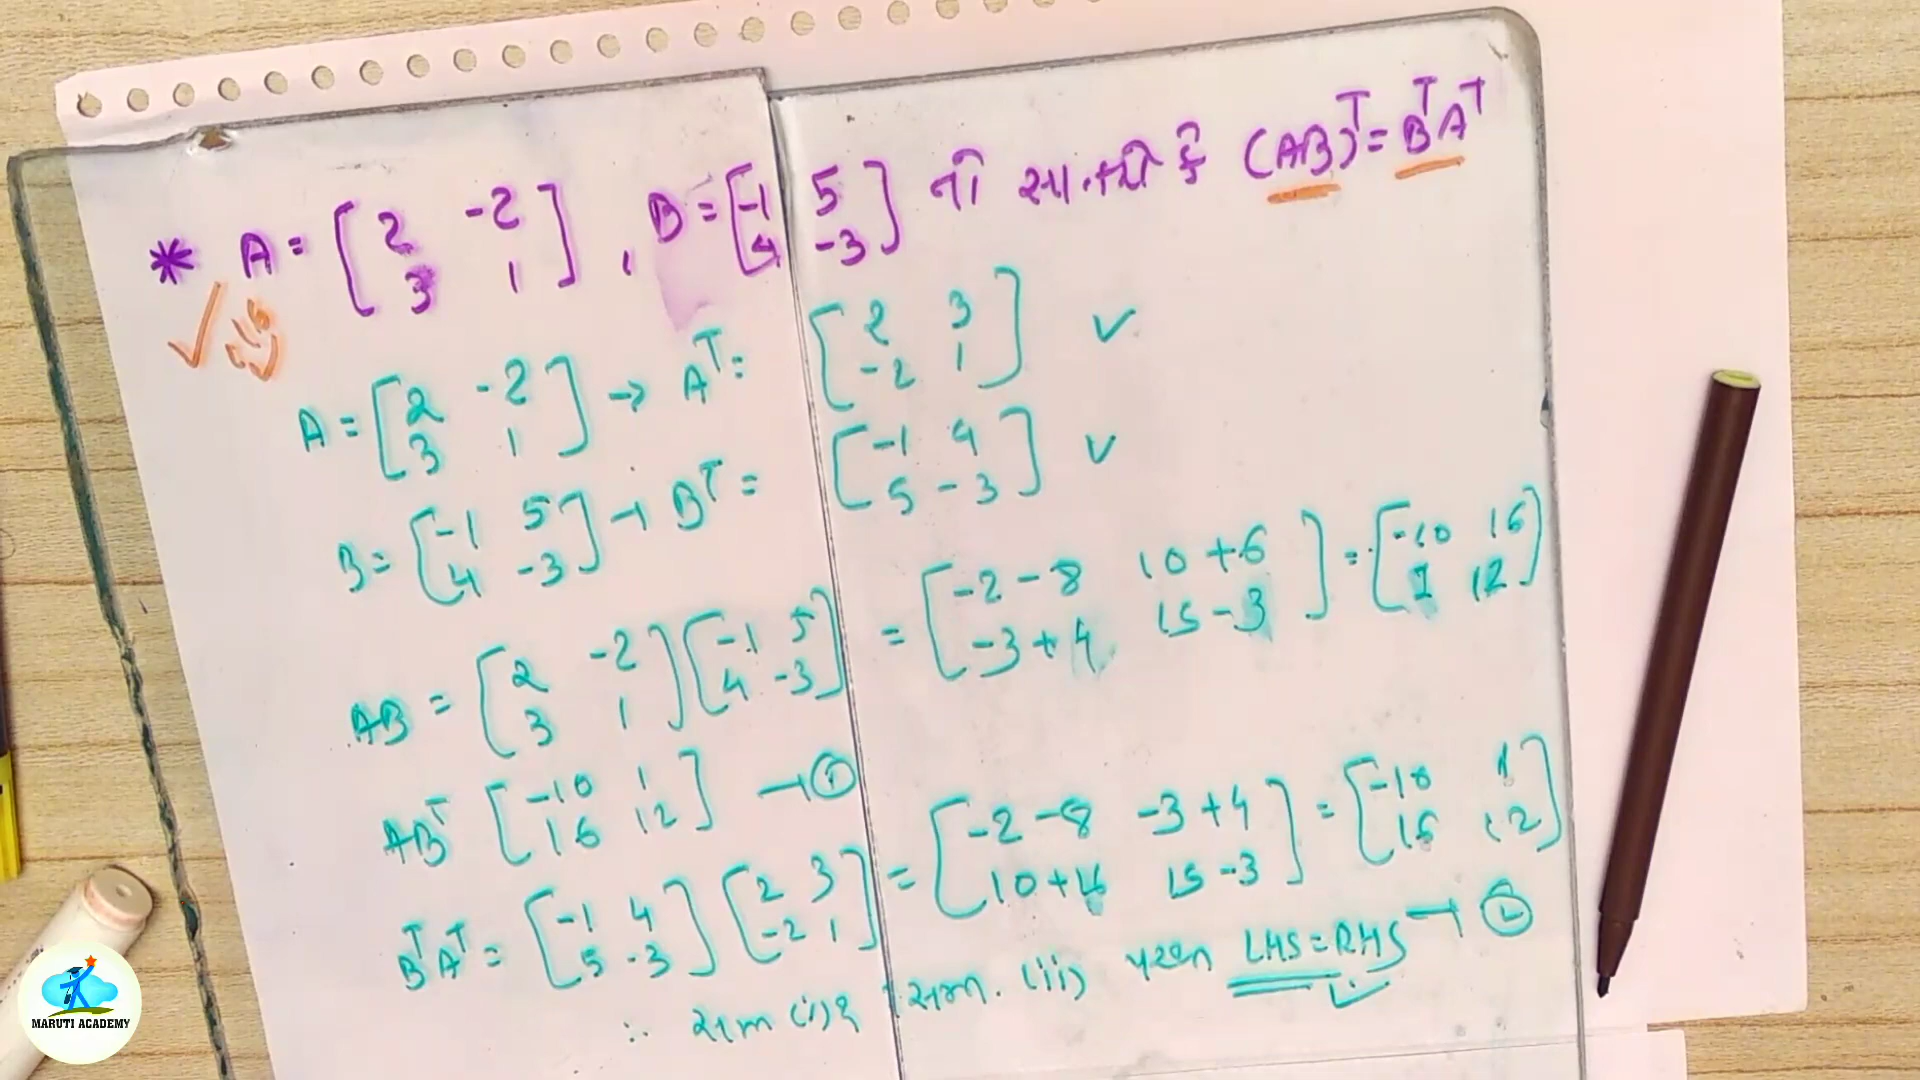 * A = [2 -2 3 1], B = [-1 5 4 -3] તો સા.કરો કે (AB)ᵀ = BᵀAᵀ
A = [2 -2 3 1] → Aᵀ = [2 3 -2 1] ✓
B = [-1 5 4 -3] → Bᵀ = [-1 4 5 -3] ✓
AB = [2 -2 3 1] [-1 5 4 -3] = [-2-8 10+6 -3+4 15-3] = [-10 16 1 12]
ABᵀ [-10 1 16 12] → ①
BᵀAᵀ = [-1 4 5 -3] [2 3 -2 1] = [-2-8 -3+4 10+6 15-3] = [-10 1 16 12]
∴ (i) (ii) પરથી LHS = RHS → ②
MARUTI ACADEMY